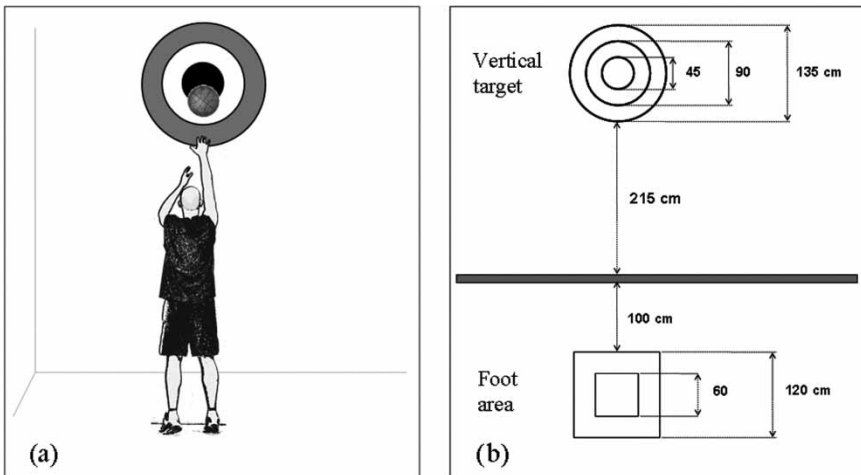 (a)
Vertical
target
45
90
135 cm
215 cm
100 cm
Foot
area
60
120 cm
(b)